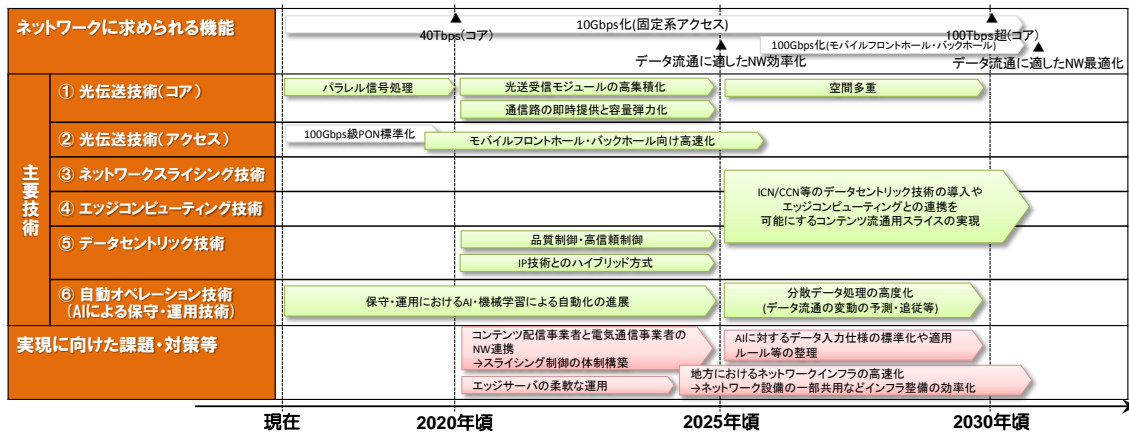 ネットワークに求められる機能
10Gbps化(固定系アクセス)
40Tbps(コア)
100Tbps超(コア)
100Gbps化(モバイルフロントホール・バックホール)
データ流通に適したNW効率化
データ流通に適したNW最適化
主要技術
① 光伝送技術(コア)
パラレル信号処理
光送受信モジュールの高集積化
空間多重
通信路の即時提供と容量弾力化
② 光伝送技術(アクセス)
100Gbps級PON標準化
モバイルフロントホール・バックホール向け高速化
③ ネットワークスライシング技術
④ エッジコンピューティング技術
ICN/CCN等のデータセントリック技術の導入や
エッジコンピューティングとの連携を
可能にするコンテンツ流通用スライスの実現
⑤ データセントリック技術
品質制御・高信頼制御
IP技術とのハイブリッド方式
⑥ 自動オペレーション技術
(AIによる保守・運用技術)
保守・運用におけるAI・機械学習による自動化の進展
分散データ処理の高度化
(データ流通の変動の予測・追従等)
実現に向けた課題・対策等
コンテンツ配信事業者と電気通信事業者の
NW連携
→スライシング制御の体制構築
AIに対するデータ入力仕様の標準化や適用
ルール等の整理
エッジサーバの柔軟な運用
地方におけるネットワークインフラの高速化
→ネットワーク設備の一部共用などインフラ整備の効率化
現在
2020年頃
2025年頃
2030年頃